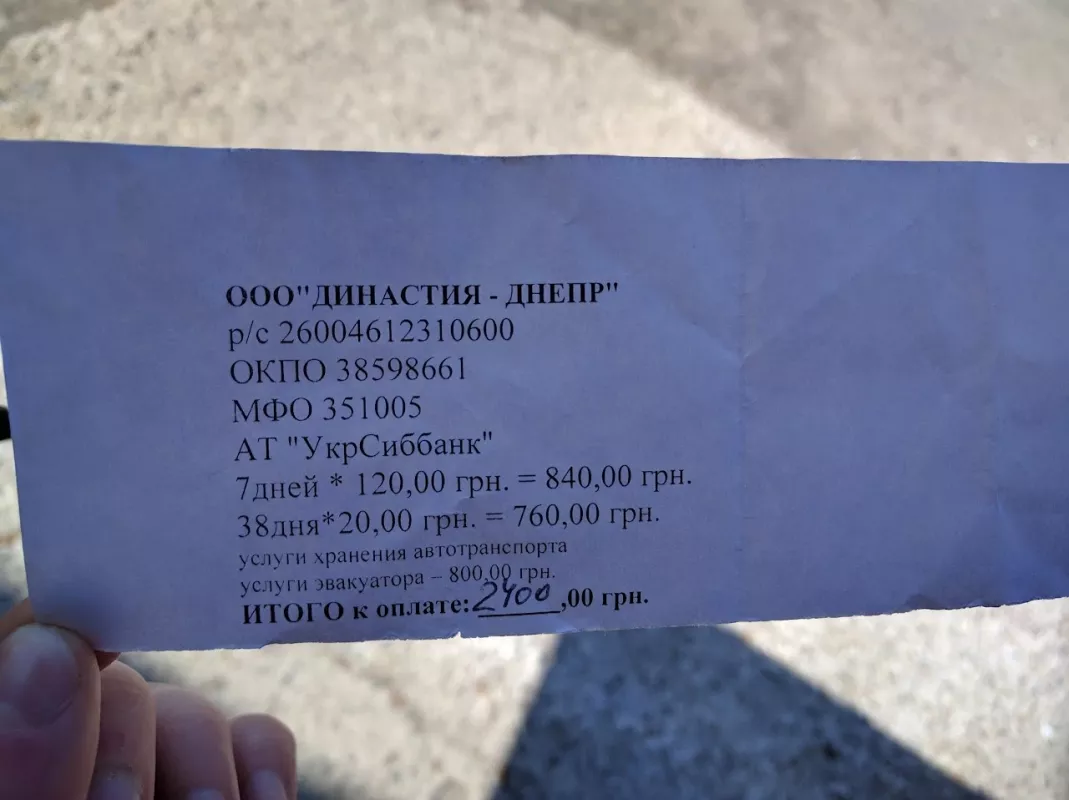 ООО"ДИНАСТИЯ - ДНЕПР"
р/с 26004612310600
ОКПО 38598661
МФО 351005
АТ "УкрСиббанк"
7дней * 120,00 грн. = 840,00 грн.
38дня*20,00 грн. = 760,00 грн.
услуги хранения автотранспорта
услуги эвакуатора – 800,00 грн.
ИТОГО к оплате: 2400,00 грн.